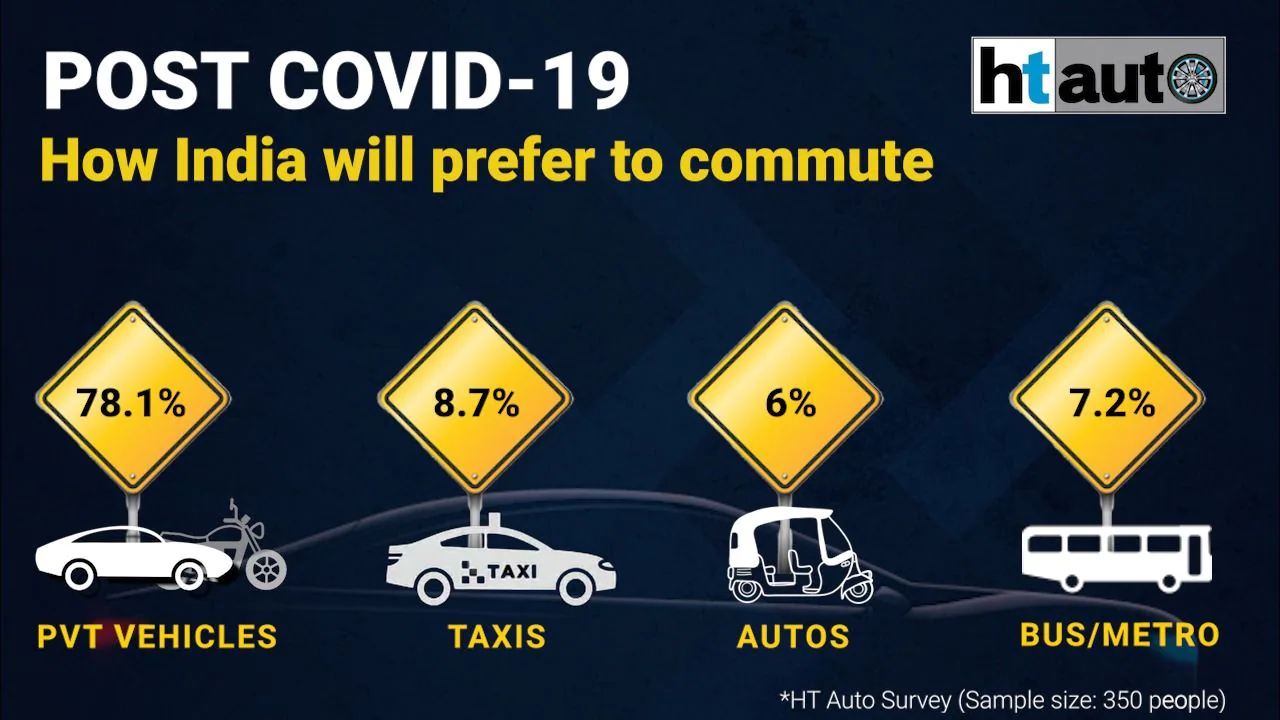 POST COVID-19
ht auto
How India will prefer to commute
78.1%
8.7%
6%
7.2%
TAXI
PVT VEHICLES
TAXIS
AUTOS
BUS/METRO
*HT Auto Survey (Sample size: 350 people)